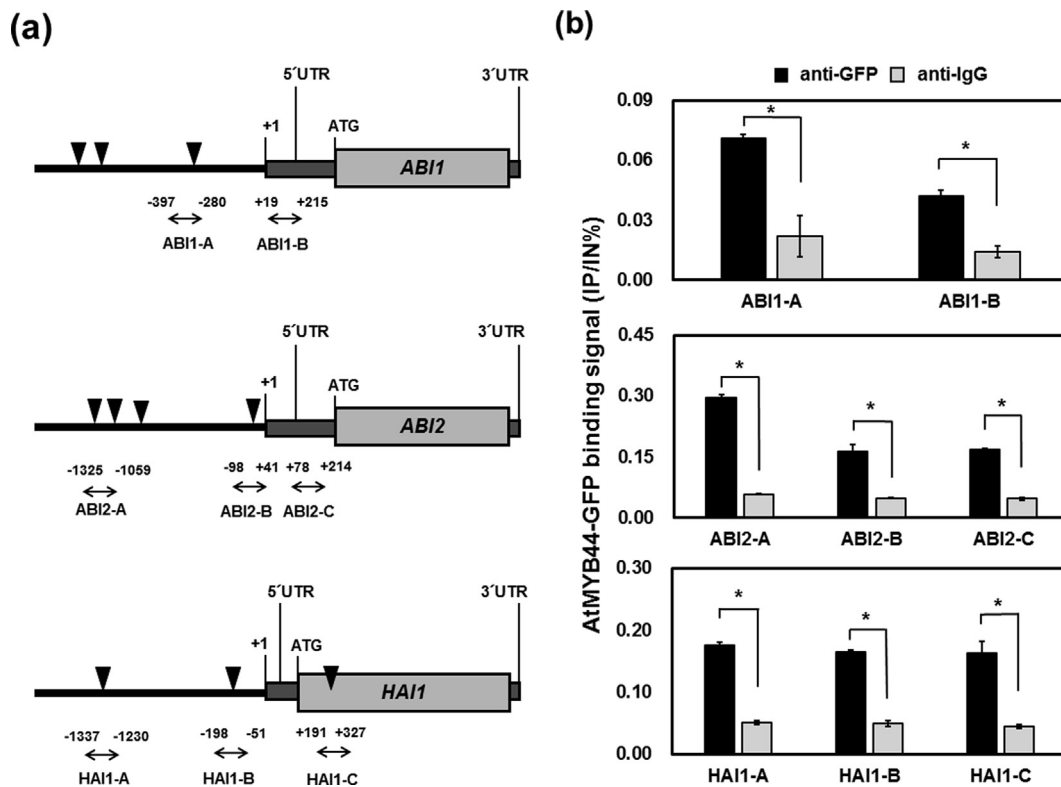 (a)
5´UTR 3´UTR
+1 ATG
ABI1
-397 -280 +19 +215
ABI1-A ABI1-B
5´UTR 3´UTR
+1 ATG
ABI2
-1325 -1059 -98 +41 +78 +214
ABI2-A ABI2-B ABI2-C
5´UTR 3´UTR
+1 ATG
HAI1
-1337 -1230 -198 -51 +191 +327
HAI1-A HAI1-B HAI1-C
(b)
AtMYB44-GFP binding signal (IP/IN%)
anti-GFP anti-IgG
0.09
0.06
0.03
0.00
* *
ABI1-A ABI1-B
0.45
0.30
0.15
0.00
* * *
ABI2-A ABI2-B ABI2-C
0.30
0.20
0.10
0.00
* * *
HAI1-A HAI1-B HAI1-C